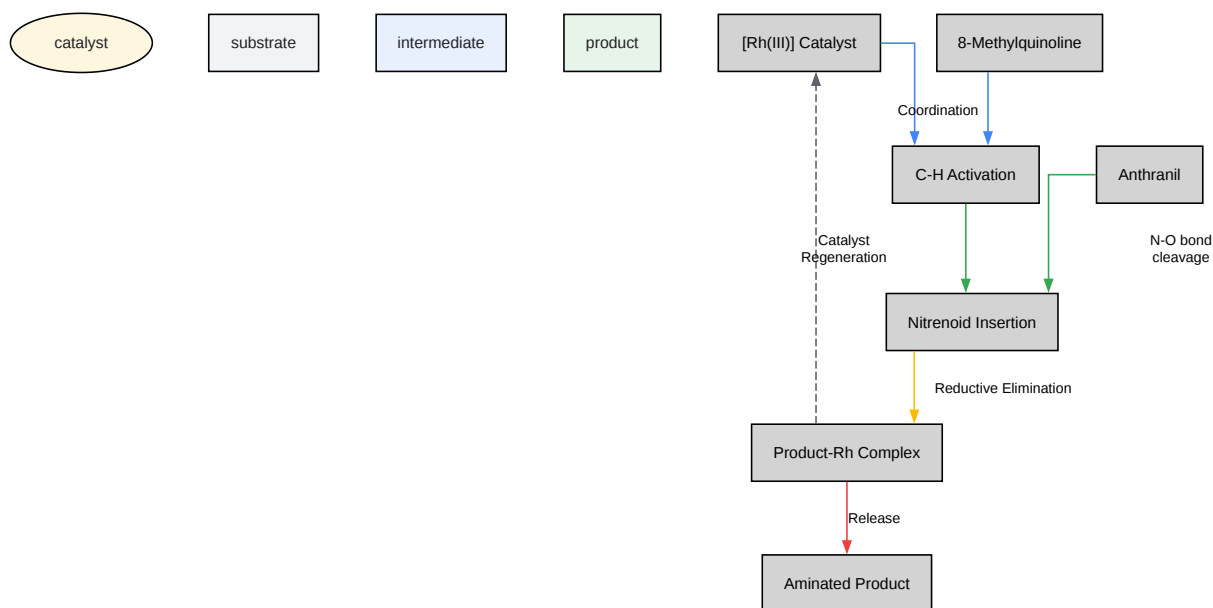 catalyst
substrate
intermediate
product
[Rh(III)] Catalyst
8-Methylquinoline
Coordination
C-H Activation
Anthranil
Catalyst
Regeneration
N-O bond
cleavage
Nitrenoid Insertion
Reductive Elimination
Product-Rh Complex
Release
Aminated Product